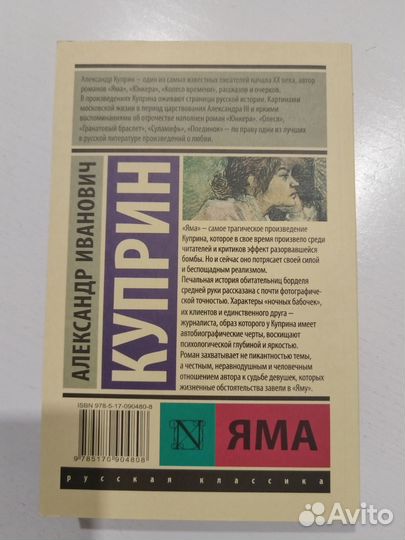 Александр Куприн – один из самых известных писателей начала XX века, автор
романов «Яма», «Юнкера», «Колесо времени», рассказов и очерков.
В произведениях Куприна оживают страницы русской истории. Картинами
московской жизни в период царствования Александра III и яркими
воспоминаниями об отрочестве наполнен роман «Юнкера». «Олеся»,
«Гранатовый браслет», «Суламифь», «Поединок» – по праву одни из лучших
в русской литературе произведений о любви.
АЛЕКСАНДР ИВАНОВИЧ
КУПРИН
«Яма» – самое трагическое произведение
Куприна, которое в свое время произвело среди
читателей и критиков эффект разорвавшейся
бомбы. Но и сейчас оно потрясает своей силой
и беспощадным реализмом.
Печальная история обитательниц борделя
средней руки рассказана с почти фотографиче-
ской точностью. Характеры «ночных бабочек»,
их клиентов и единственного друга –
журналиста, образ которого у Куприна имеет
автобиографические черты, восхищают
психологической глубиной и яркостью.
Роман захватывает не пикантностью темы,
а честным, неравнодушным и человечным
отношением автора к судьбе девушек, которых
жизненные обстоятельства завели в «Яму».
ISBN 978-5-17-090480-8
9 785170 904808
N
ЯМА
русская классика
Avito